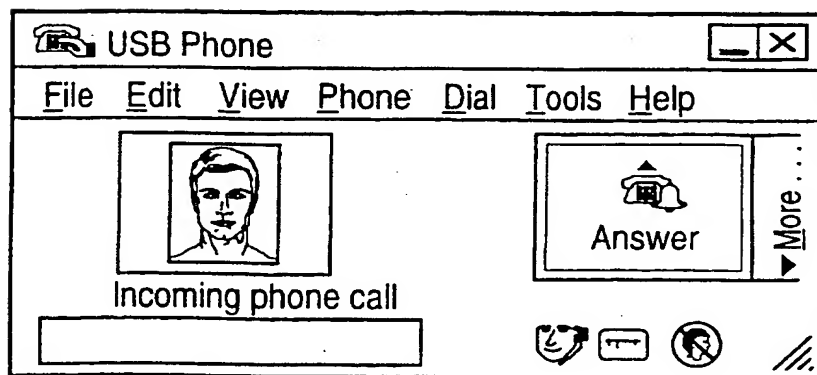 USB Phone
File Edit View Phone Dial Tools Help
Answer
More....
Incoming phone call